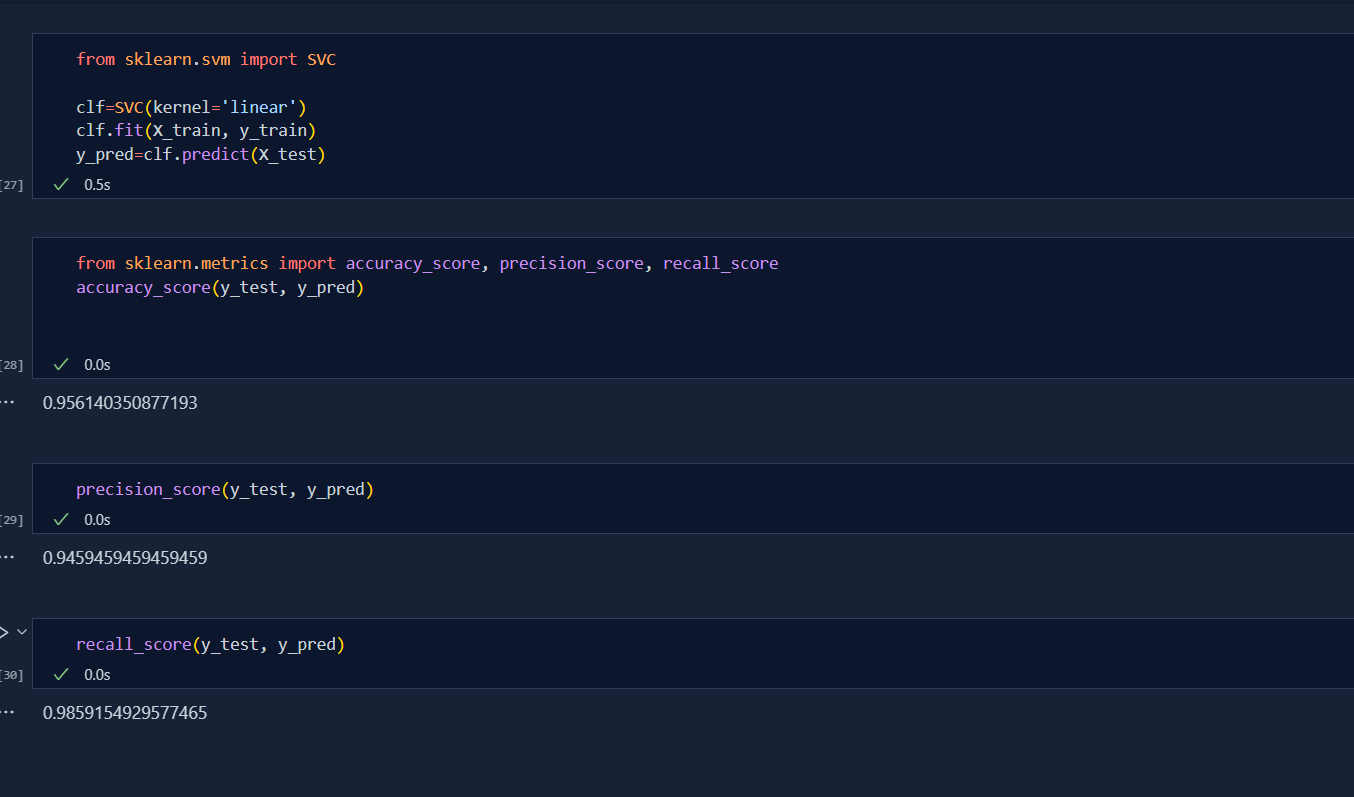 from sklearn.svm import SVC
clf=SVC(kernel='linear')
clf.fit(X_train, y_train)
y_pred=clf.predict(X_test)
[27]
0.5s
from sklearn.metrics import accuracy_score, precision_score, recall_score
accuracy_score(y_test, y_pred)
[28]
0.0s
...
0.956140350877193
precision_score(y_test, y_pred)
[29]
0.0s
...
0.9459459459459459
recall_score(y_test, y_pred)
[30]
0.0s
...
0.9859154929577465